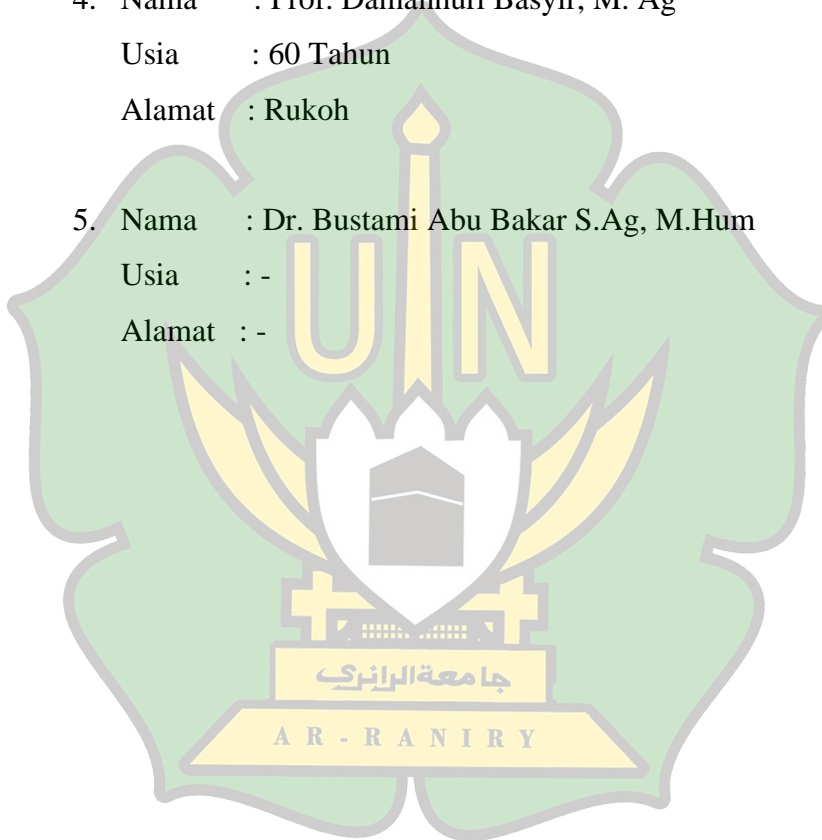 4. Nama : Prof. Damanhuri Basyir, M. Ag
Usia : 60 Tahun
Alamat : Rukoh
5. Nama : Dr. Bustami Abu Bakar S.Ag, M.Hum
Usia : -
Alamat : -
UIN
جامعةالرانري
AR-RANIRY